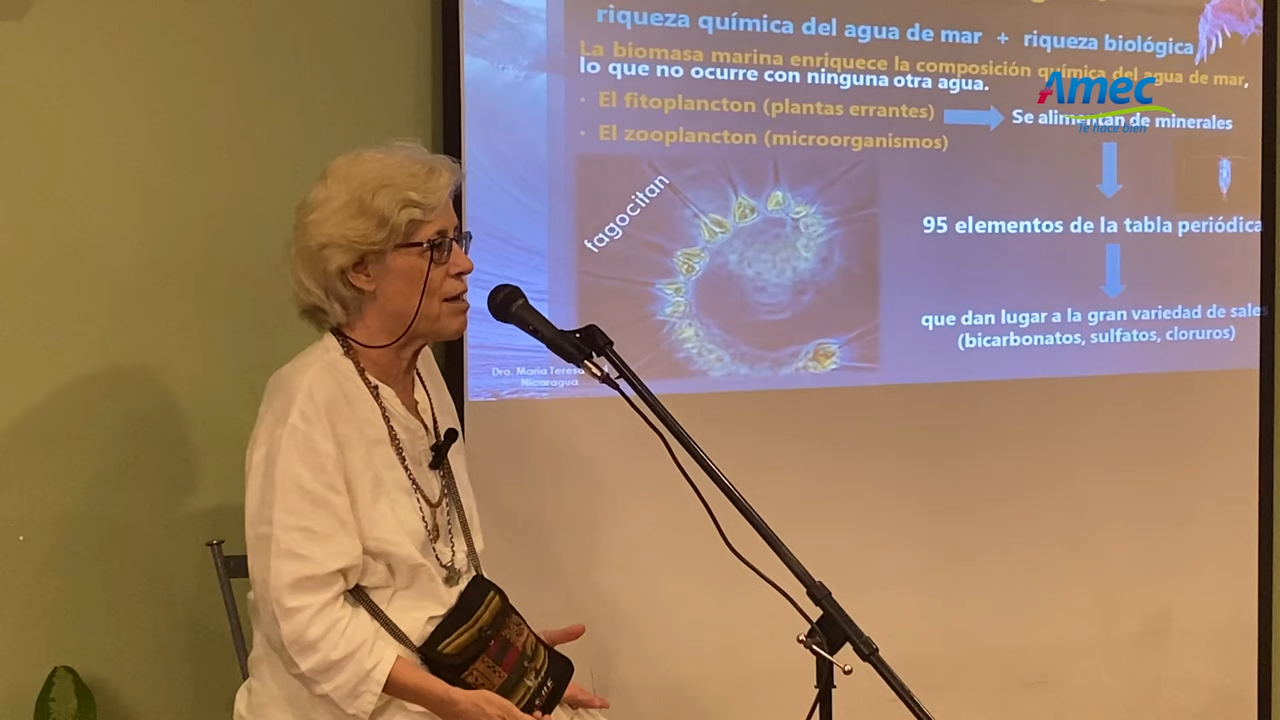 riqueza química del agua de mar + riqueza biológica
La biomasa marina enriquece la composición química del agua de mar,
lo que no ocurre con ninguna otra agua.
Amec
Te hace bien
· El fitoplancton (plantas errantes)
· El zooplancton (microorganismos)
Se alimentan de minerales
fagocitan
95 elementos de la tabla periódica
que dan lugar a la gran variedad de sales
(bicarbonatos, sulfatos, cloruros)
Dra. María Teresa
Nicaragua